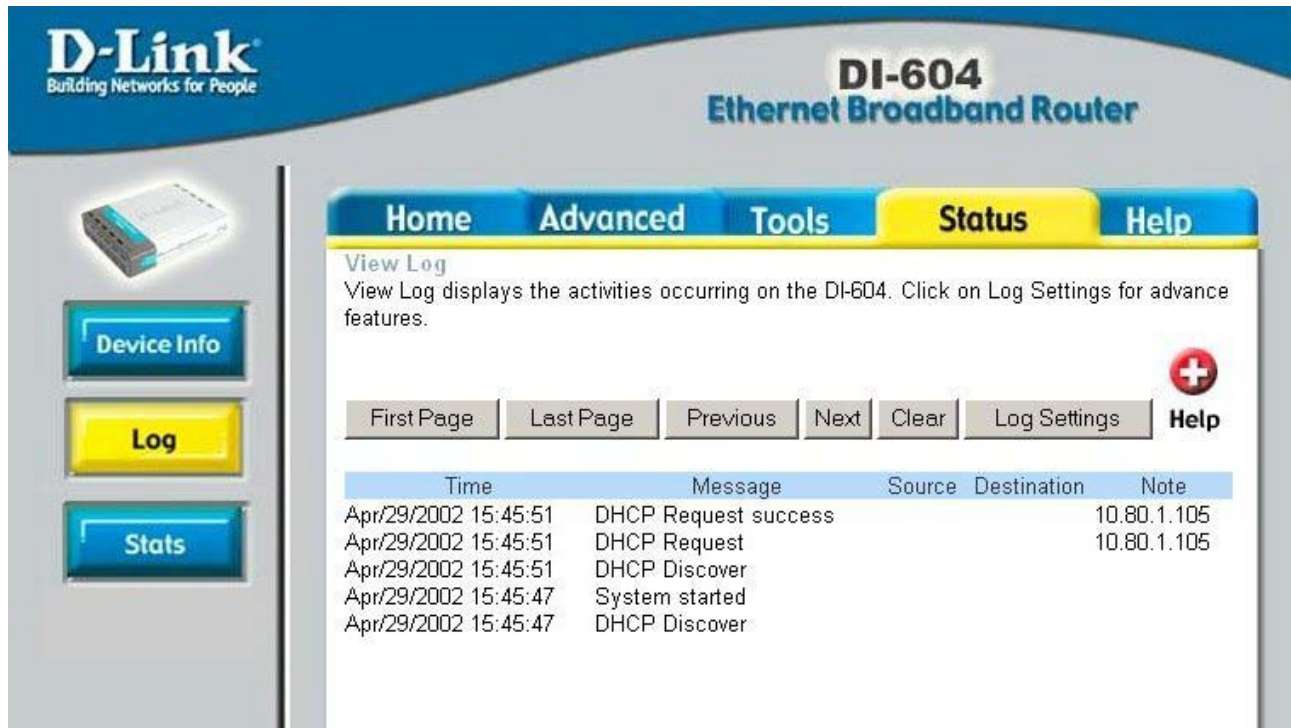 D-Link
Building Networks for People
DI-604
Ethernet Broadband Router
Home Advanced Tools Status Help
Device Info
Log
Stats
View Log
View Log displays the activities occurring on the DI-604. Click on Log Settings for advance
features.
First Page Last Page Previous Next Clear Log Settings Help
Time Message Source Destination Note
Apr/29/2002 15:45:51 DHCP Request success 10.80.1.105
Apr/29/2002 15:45:51 DHCP Request 10.80.1.105
Apr/29/2002 15:45:51 DHCP Discover
Apr/29/2002 15:45:47 System started
Apr/29/2002 15:45:47 DHCP Discover